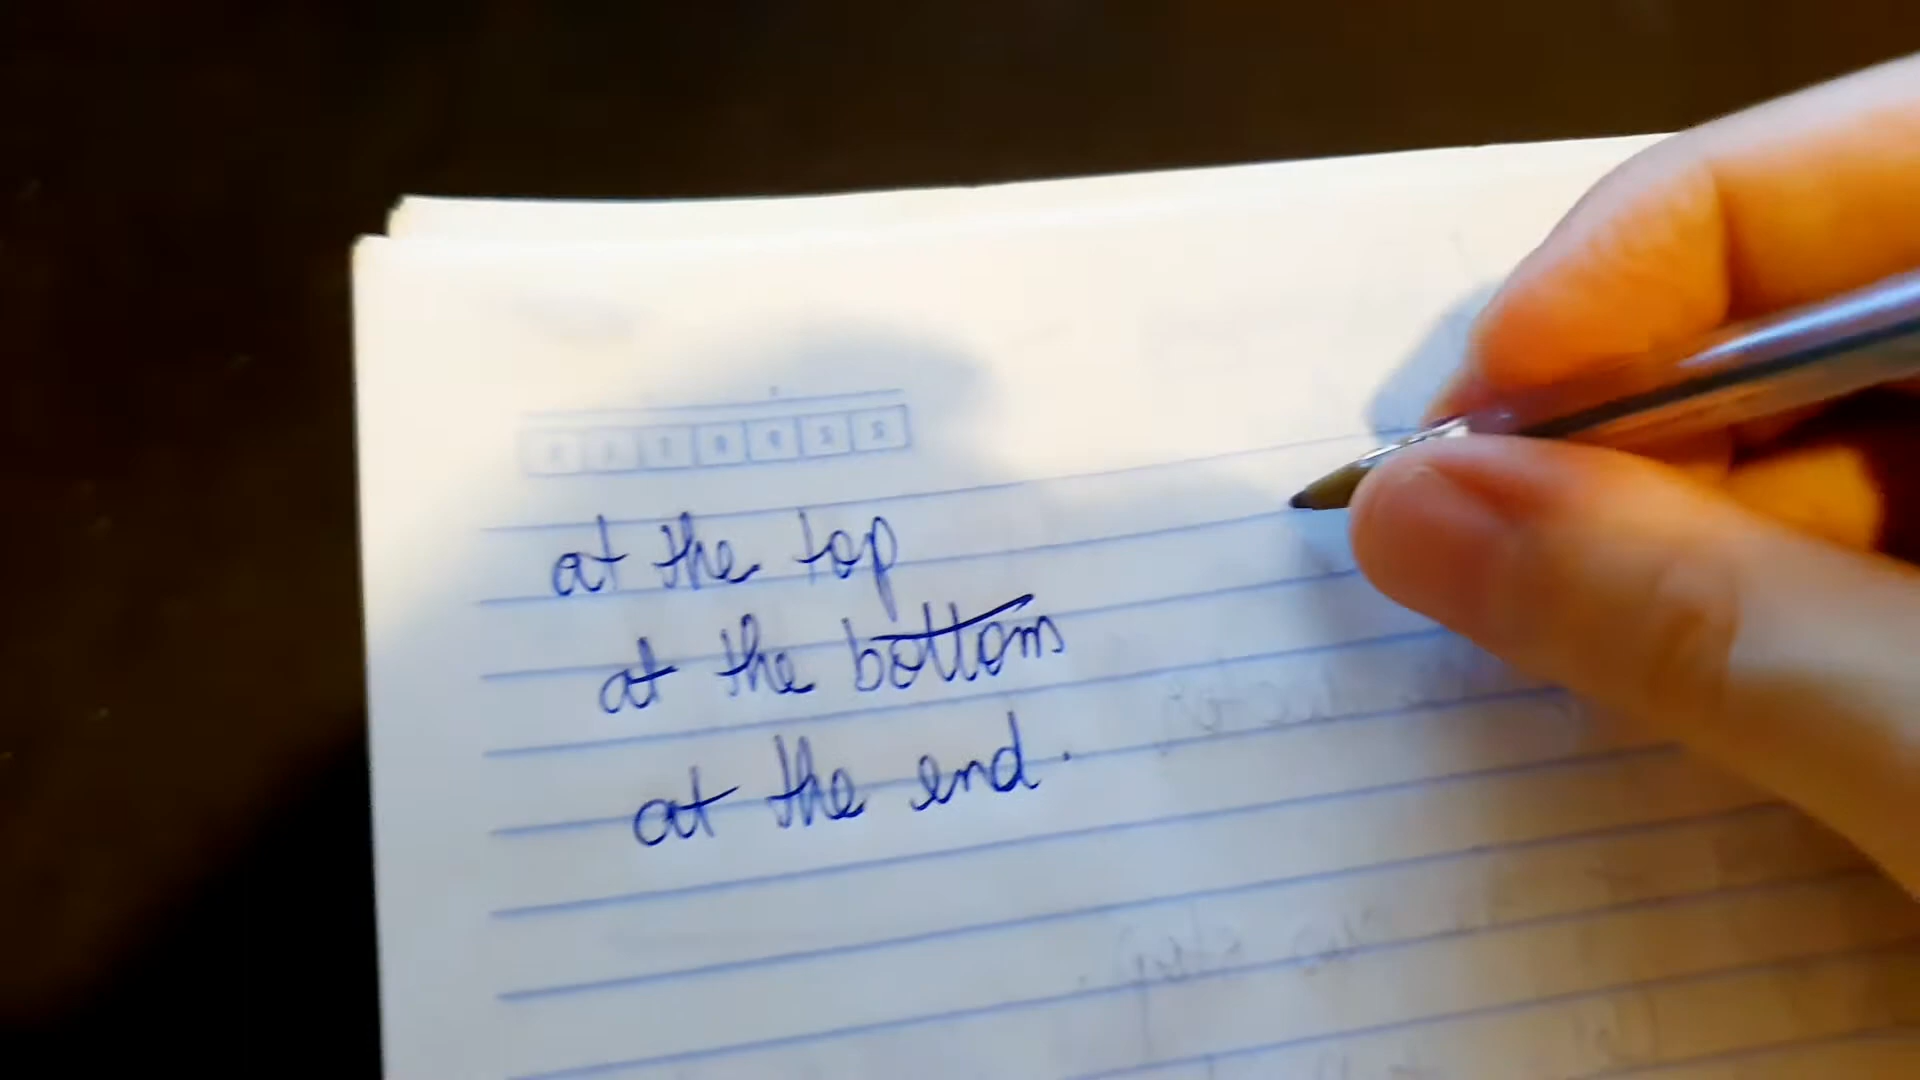 at the top
at the bottom
at the end.